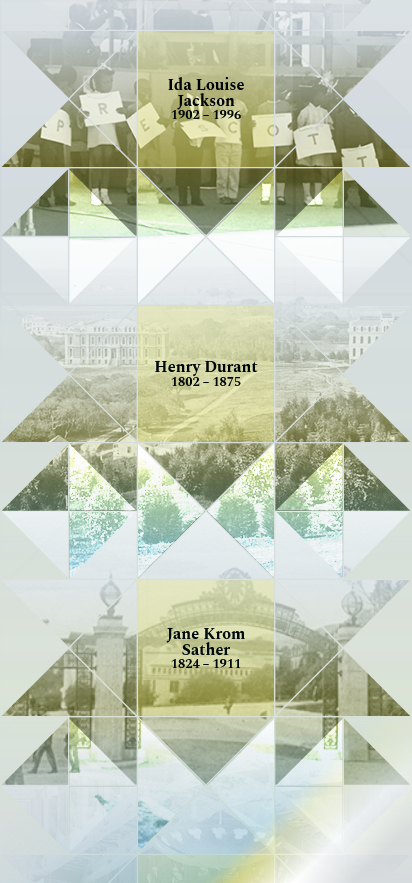 Ida Louise
Jackson
1902 – 1996
P R E S C O T T
Henry Durant
1802 – 1875
Jane Krom
Sather
1824 – 1911